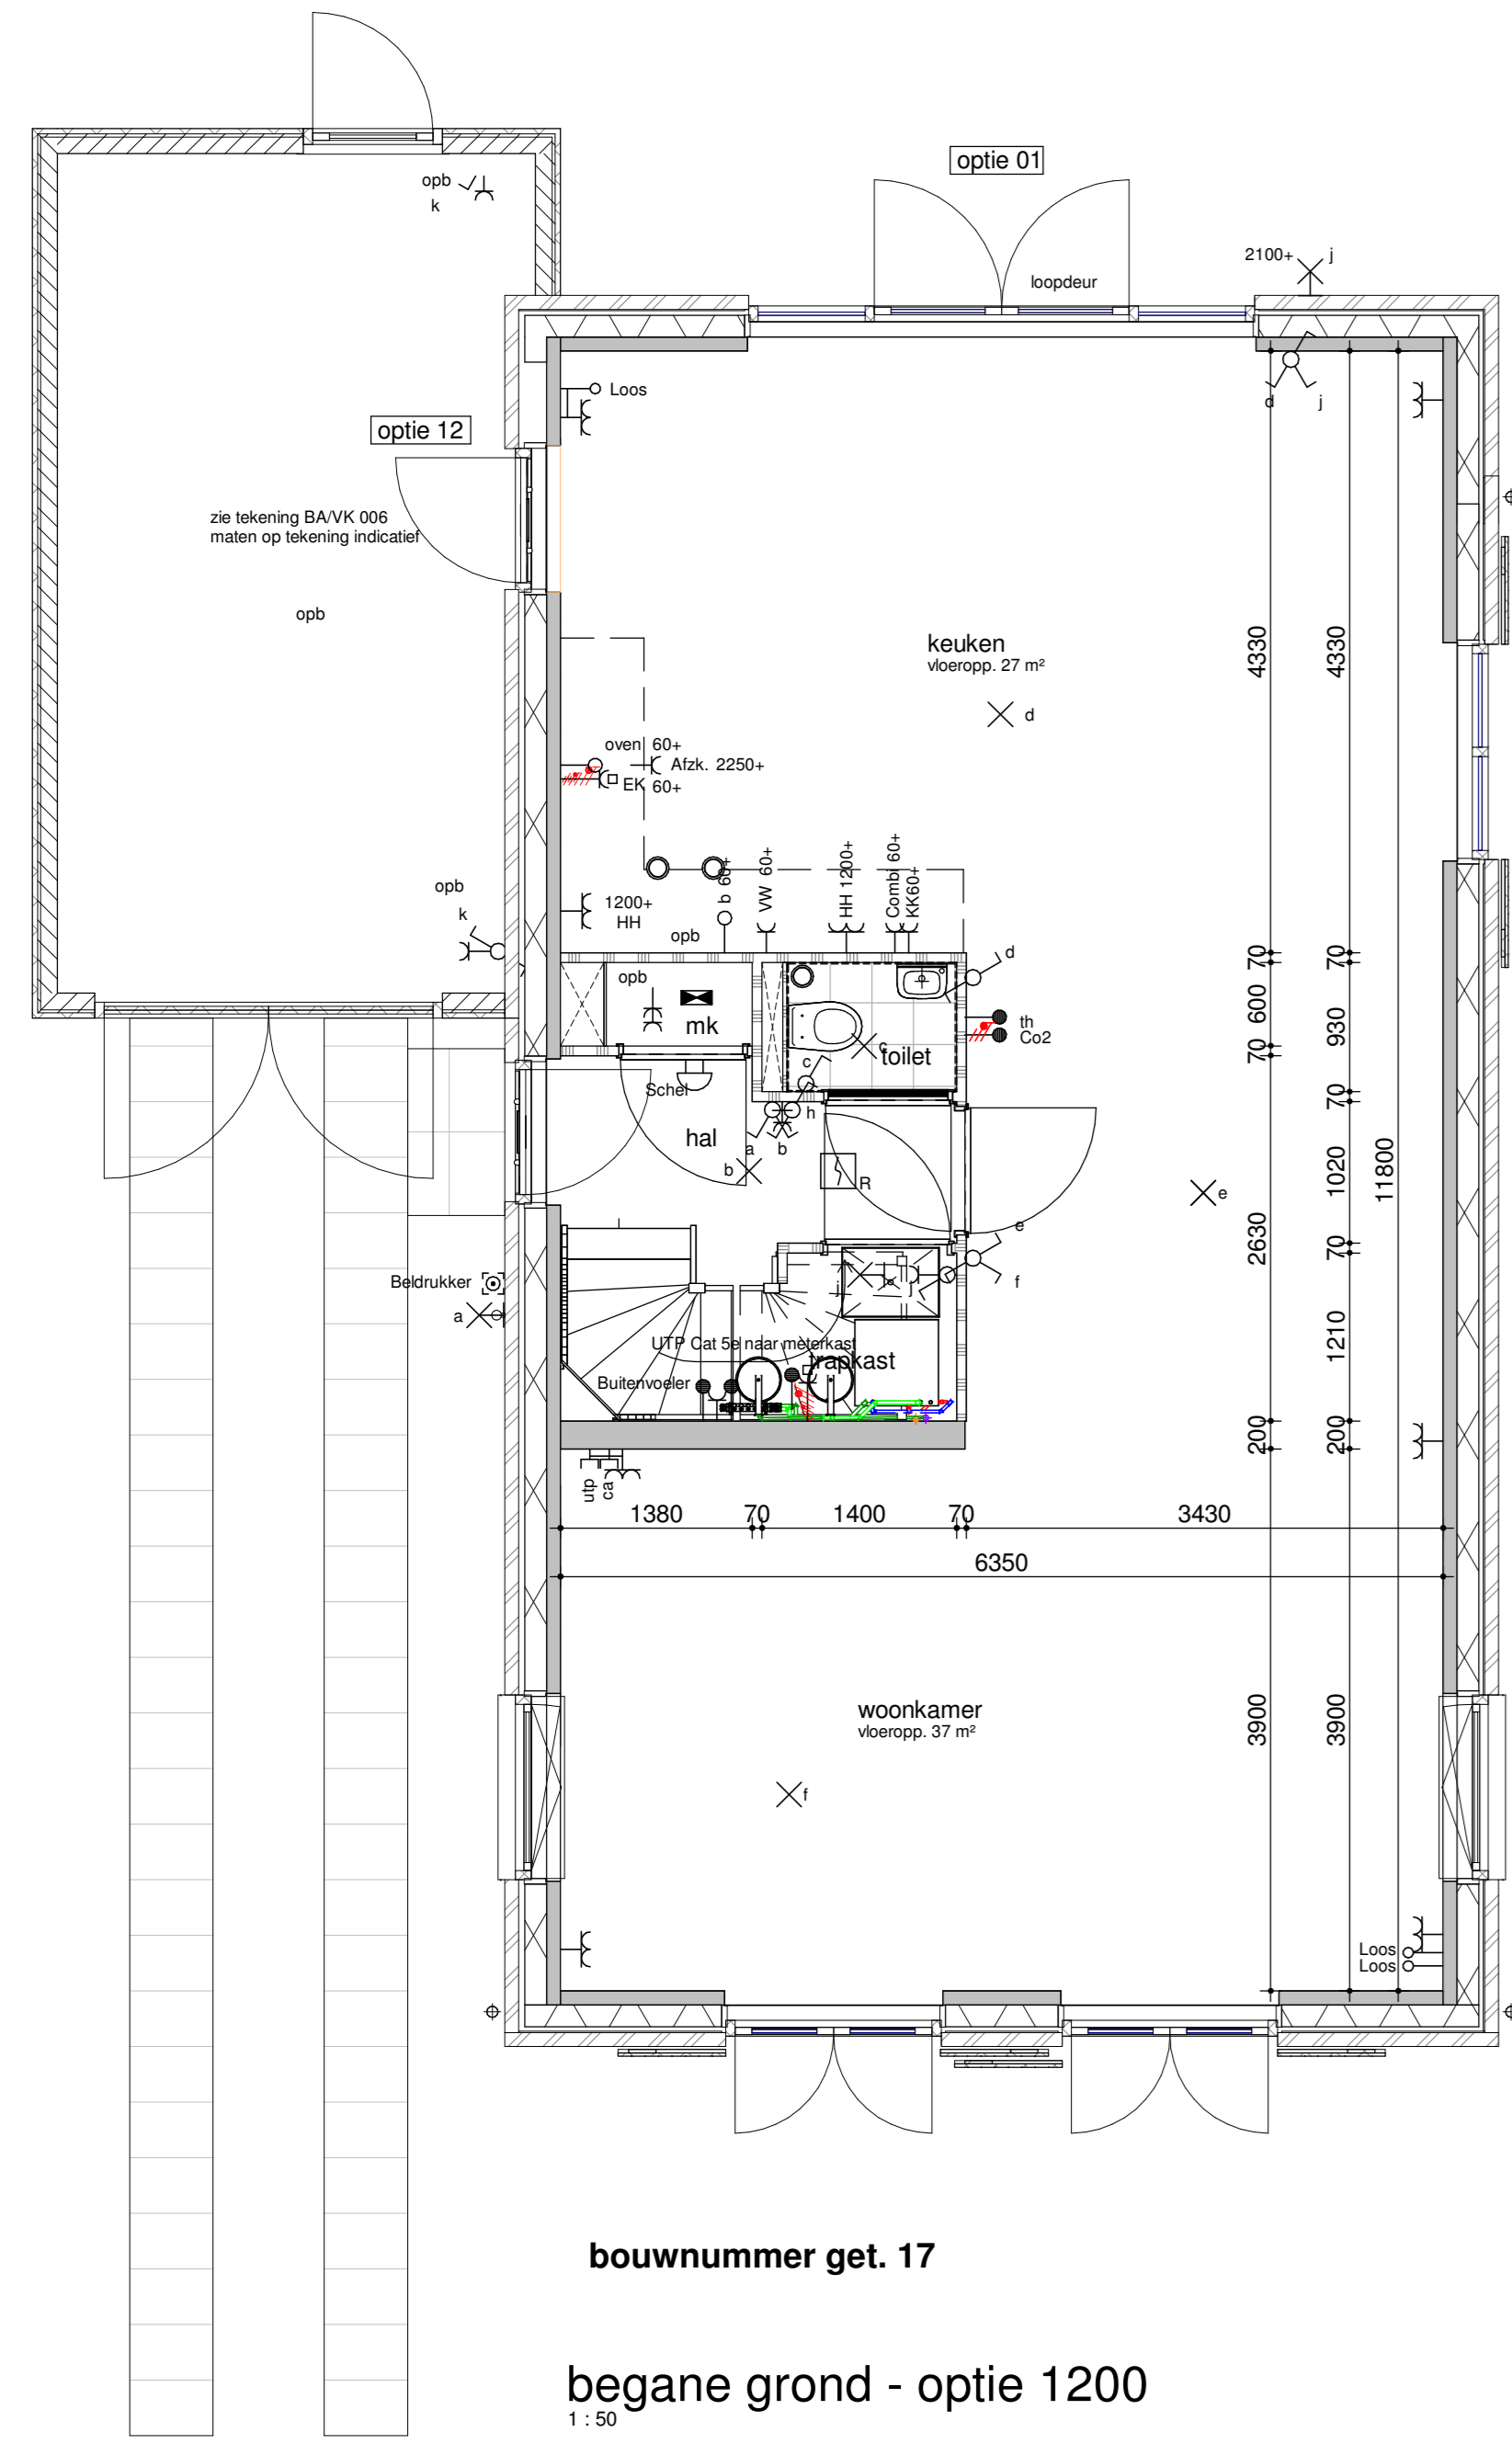 optie 01
opb
k
2100+
j
loopdeur
Loos
d
j
optie 12
zie tekening BA/VK 006
maten op tekening indicatief
opb
keuken
vloeropp. 27 m²
4330
4330
d
oven 60+
Afzk. 2250+
EK 60+
b 60+
VW 60+
HH 1200+
Combi 60+
KK60+
opb
k
1200+
HH
opb
d
70
70
opb
mk
600
930
th
Co2
c
toilet
c
70
Schel
h
70
hal
a
b
b
R
1020
11800
e
e
2630
70
Beldrukker
a
j
j
f
1210
UTP Cat 5e naar meterkast
trapkast
Buitenvoeler
200
200
utp
ca
1380
70
1400
70
3430
6350
woonkamer
vloeropp. 37 m²
3900
3900
f
Loos
Loos
bouwnummer get. 17
begane grond - optie 1200
1 : 50